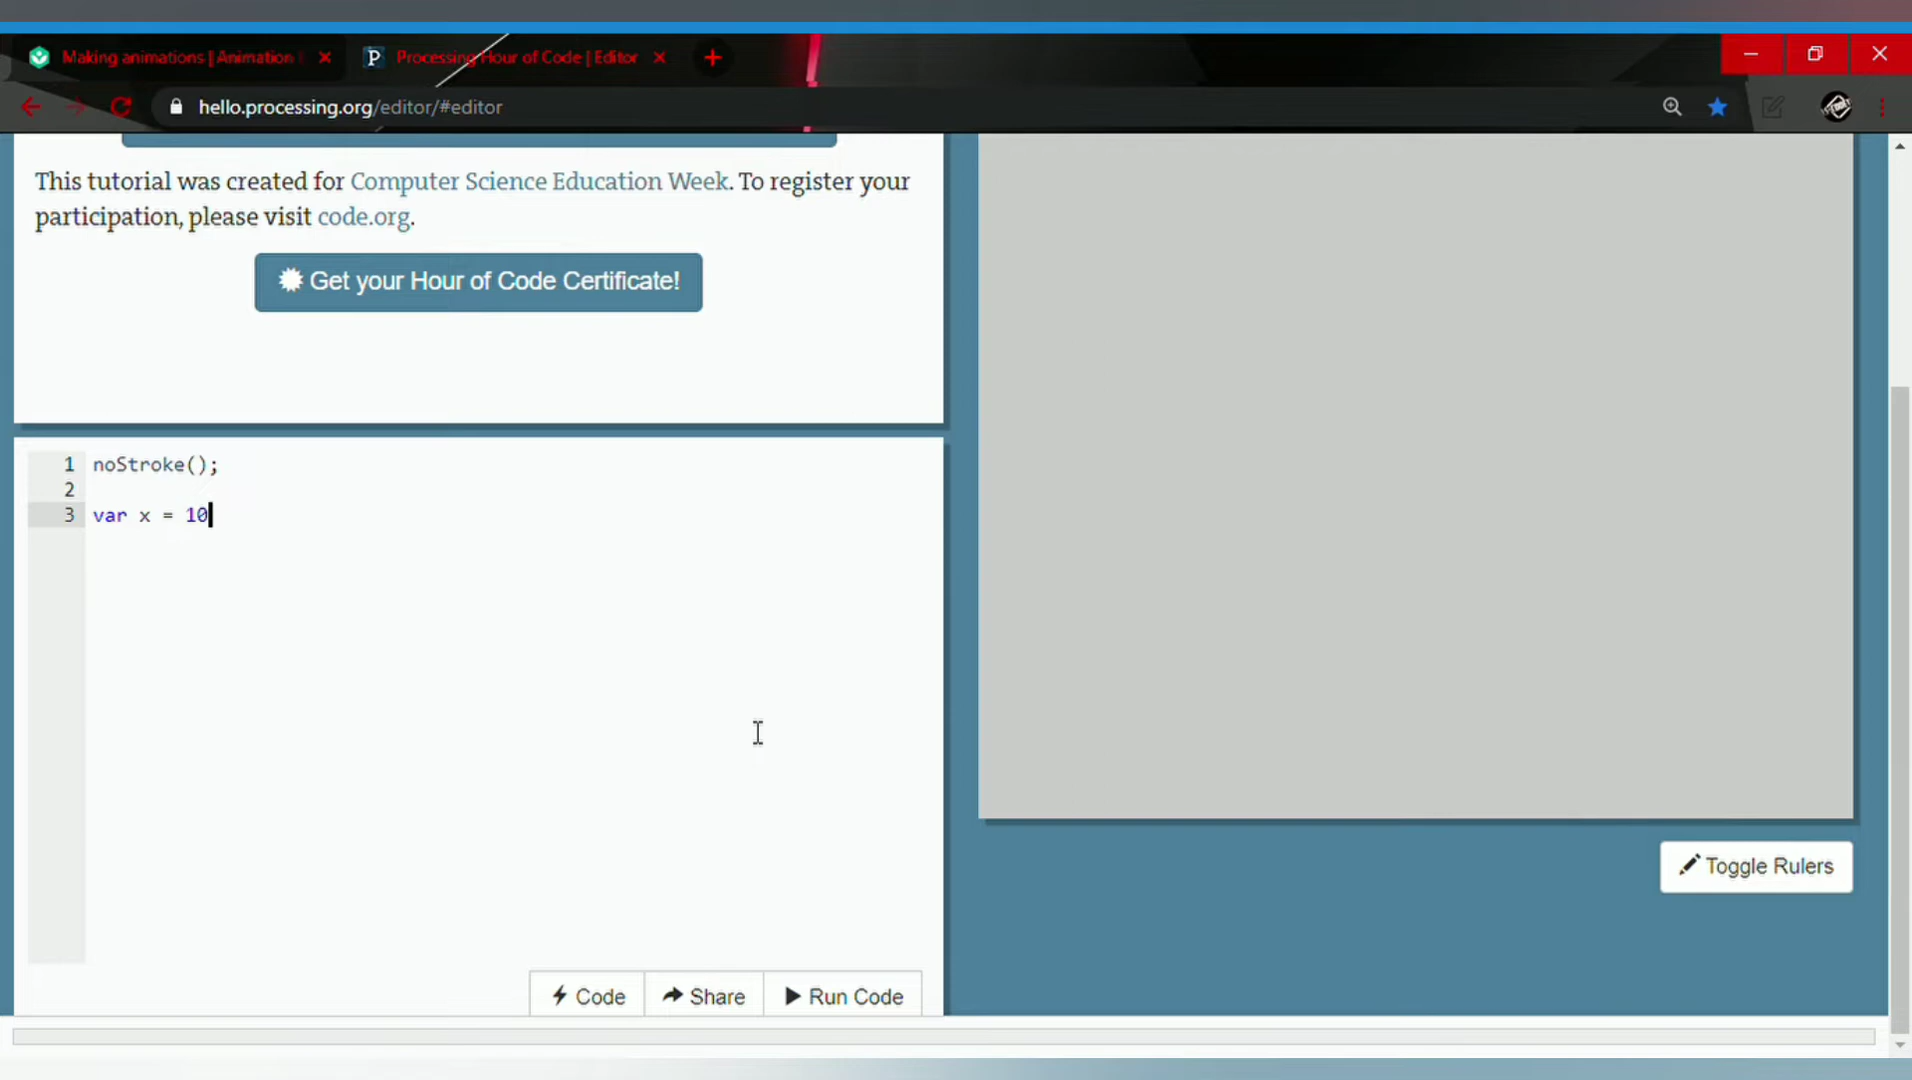 Making animations | Animation
Processing Hour of Code | Editor
hello.processing.org/editor/#editor
This tutorial was created for Computer Science Education Week. To register your
participation, please visit code.org.
Get your Hour of Code Certificate!
1 noStroke();
2
3 var x = 10
Toggle Rulers
Code
Share
Run Code